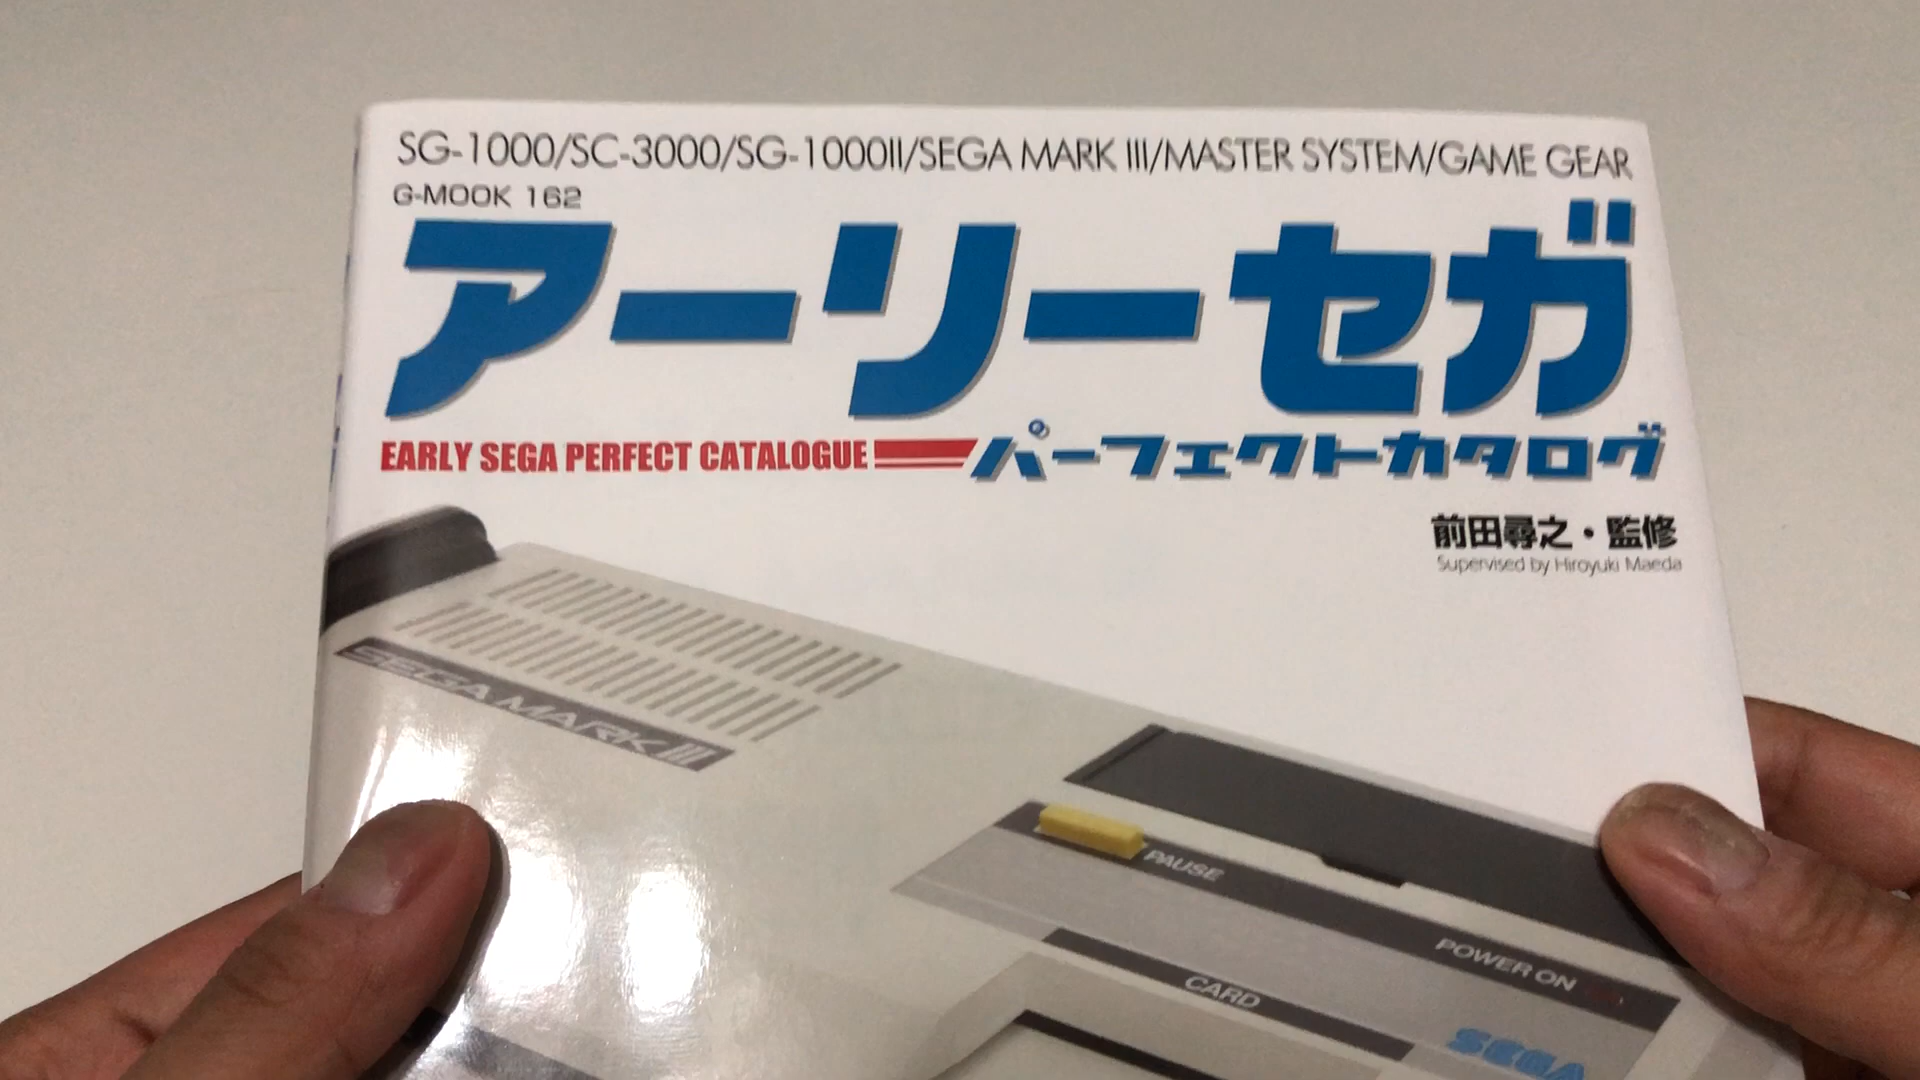 SG-1000/SC-3000/SG-1000II/SEGA MARK III/MASTER SYSTEM/GAME GEAR
G-MOOK 162
アーリーセガ
EARLY SEGA PERFECT CATALOGUE パーフェクトカタログ
前田尋之・監修
Supervised by Hiroyuki Maeda
SEGA MARK III
PAUSE
POWER ON
CARD
SEGA